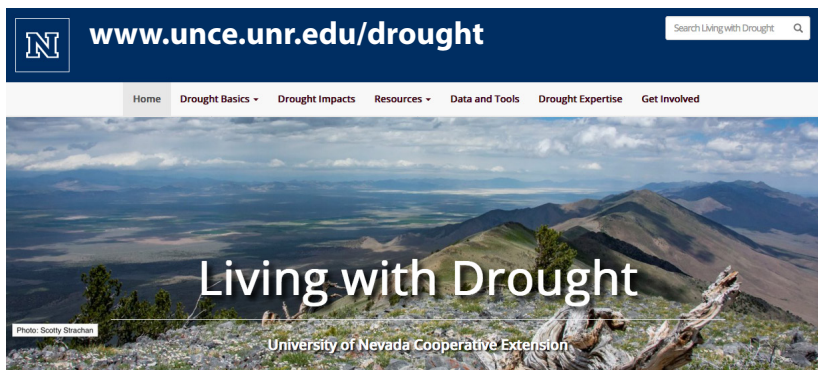 N
www.unce.unr.edu/drought
Search Living with Drought
Home Drought Basics Drought Impacts Resources Data and Tools Drought Expertise Get Involved
Living with Drought
Photo: Scotty Strachan
University of Nevada Cooperative Extension